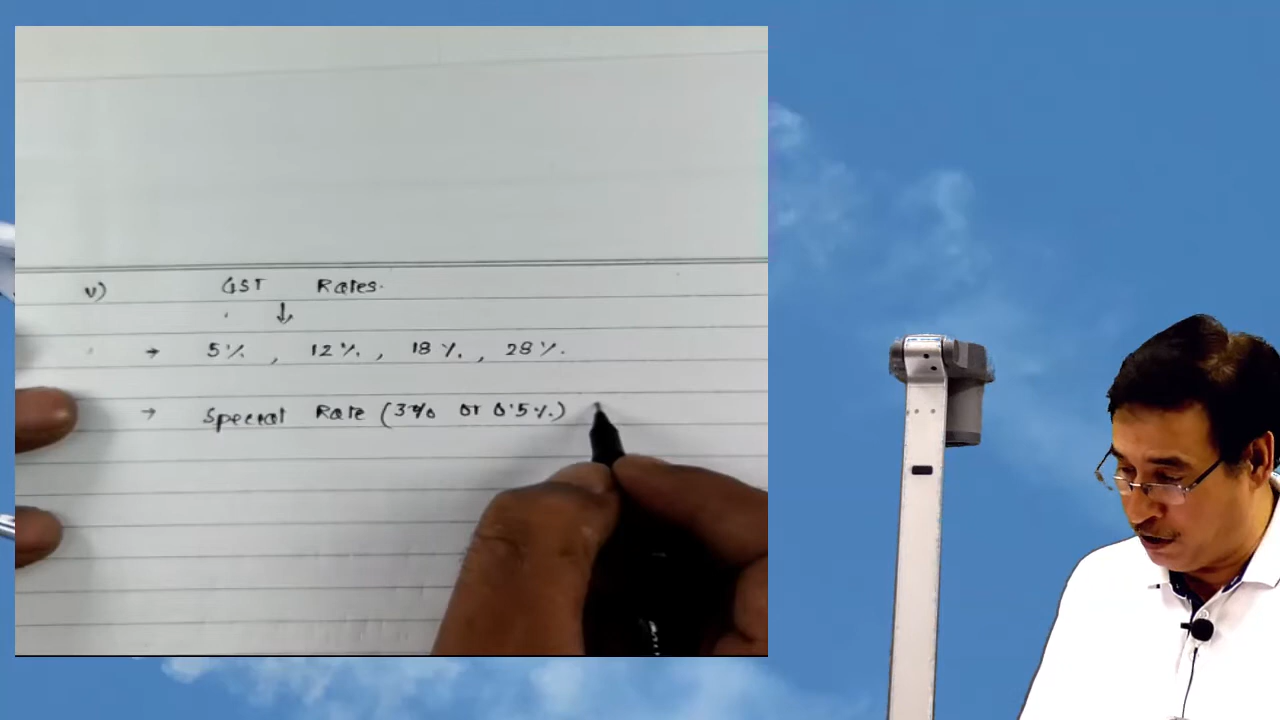 v) GST Rates.
↓
→ 5%, 12%, 18%, 28%.
→ Special Rate (3% or 0.5%)